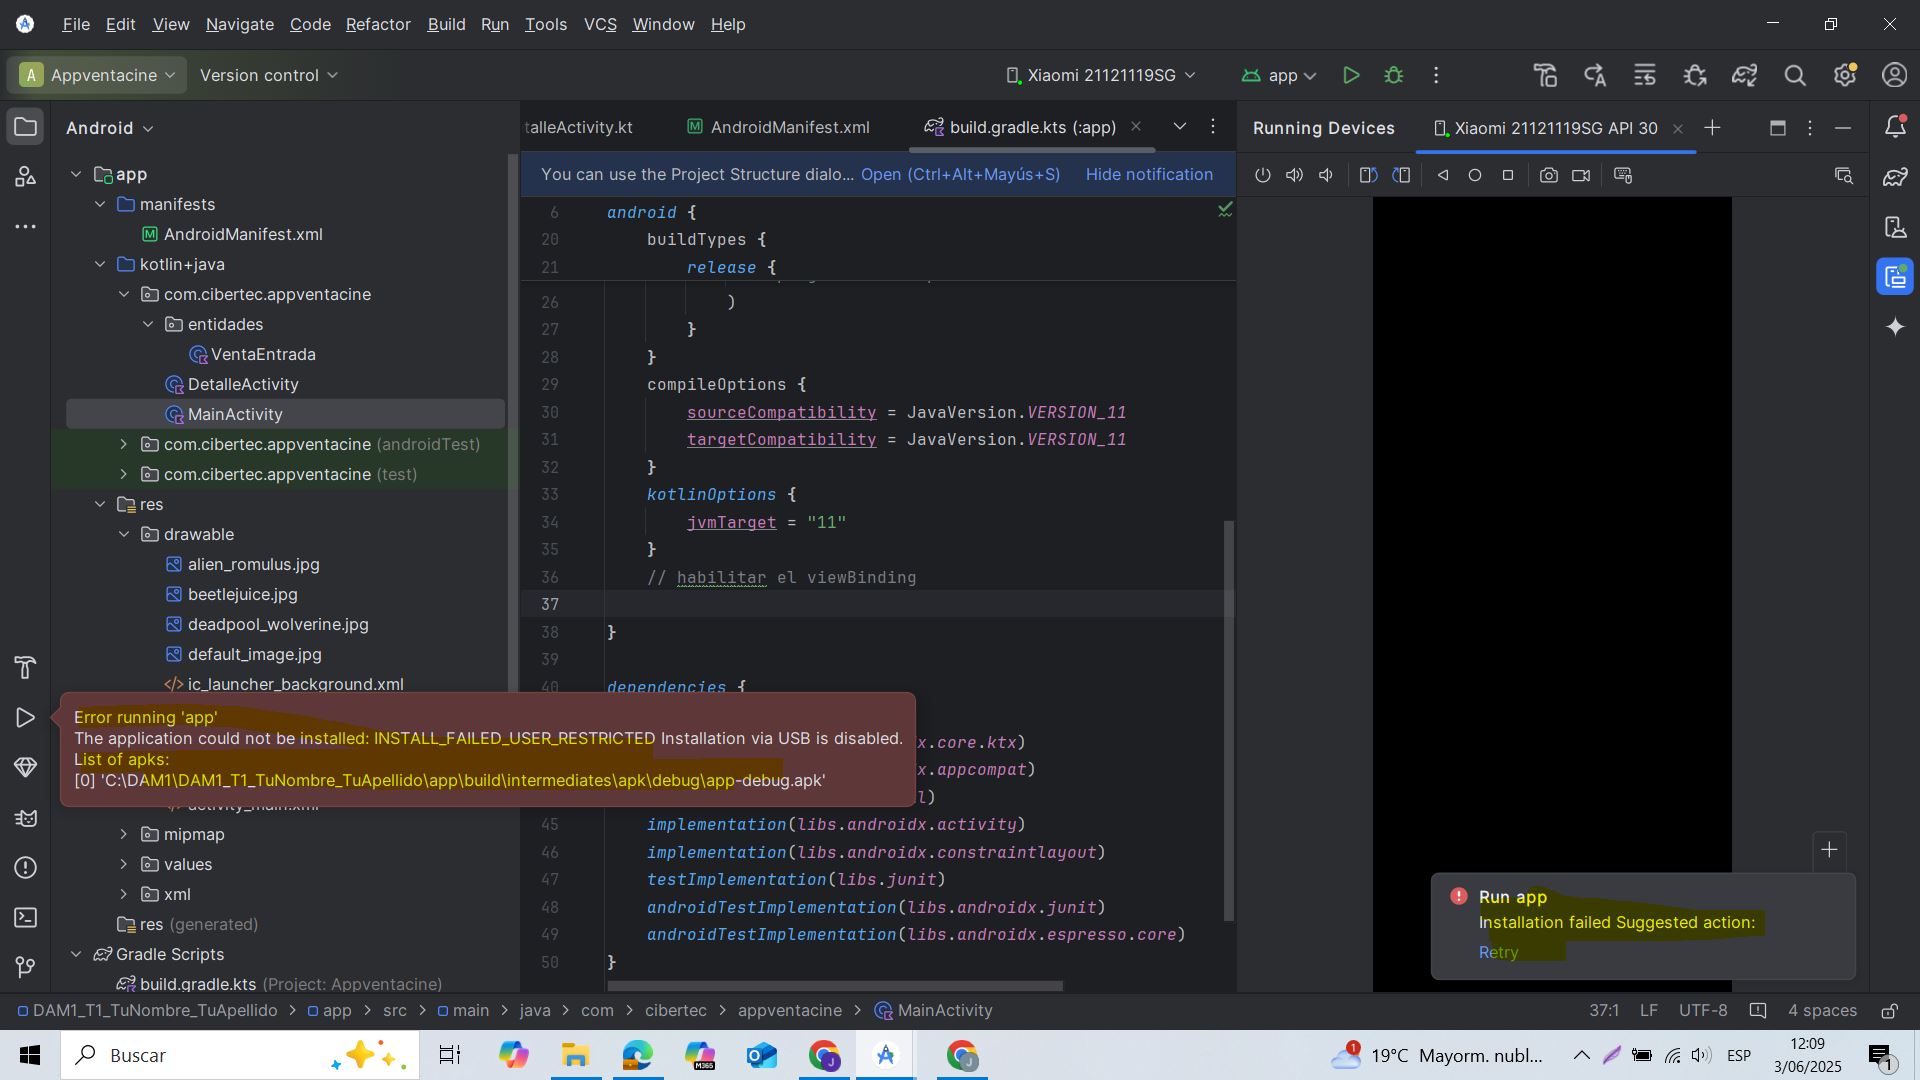 File Edit View Navigate Code Refactor Build Run Tools VCS Window Help
A Appventacine Version control Xiaomi 21121119SG app
Android
app
manifests
AndroidManifest.xml
kotlin+java
com.cibertec.appventacine
entidades
VentaEntrada
DetalleActivity
MainActivity
com.cibertec.appventacine (androidTest)
com.cibertec.appventacine (test)
res
drawable
alien_romulus.jpg
beetlejuice.jpg
deadpool_wolverine.jpg
default_image.jpg
ic_launcher_background.xml
mipmap
values
xml
res (generated)
Gradle Scripts
build.gradle.kts (Project: Appventacine)
Error running 'app'
The application could not be installed: INSTALL_FAILED_USER_RESTRICTED Installation via USB is disabled.
List of apks:
[0] 'C:\DAM1\DAM1_T1_TuNombre_TuApellido\app\build\intermediates\apk\debug\app-debug.apk'
talleActivity.kt AndroidManifest.xml build.gradle.kts (:app)
You can use the Project Structure dialo... Open (Ctrl+Alt+Mayús+S) Hide notification
6 android {
20 buildTypes {
21 release {
26 )
27 }
28 }
29 compileOptions {
30 sourceCompatibility = JavaVersion.VERSION_11
31 targetCompatibility = JavaVersion.VERSION_11
32 }
33 kotlinOptions {
34 jvmTarget = "11"
35 }
36 // habilitar el viewBinding
37
38 }
39
40 dependencies {
x.core.ktx)
x.appcompat)
l)
45 implementation(libs.androidx.activity)
46 implementation(libs.androidx.constraintlayout)
47 testImplementation(libs.junit)
48 androidTestImplementation(libs.androidx.junit)
49 androidTestImplementation(libs.androidx.espresso.core)
50 }
Running Devices Xiaomi 21121119SG API 30
Run app
Installation failed Suggested action:
Retry
DAM1_T1_TuNombre_TuApellido > app > src > main > java > com > cibertec > appventacine > MainActivity 37:1 LF UTF-8 4 spaces
Buscar M365 J J 1 19°C Mayorm. nubl... ESP 12:09
3/06/2025 1